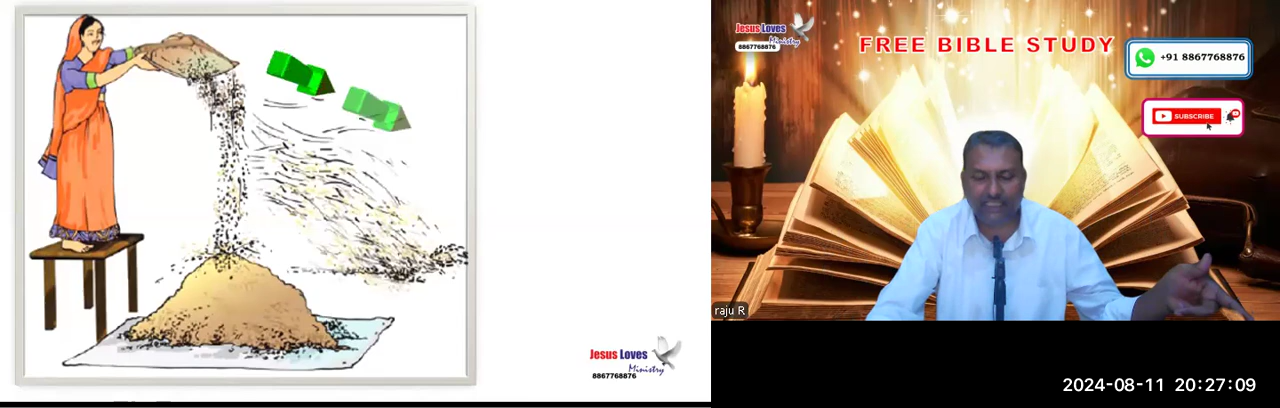 Jesus Loves
Ministry
8867768876
Jesus Loves
Ministry
8867768876
FREE BIBLE STUDY
+91 8867768876
SUBSCRIBE
raju R
2024-08-11 20:27:09